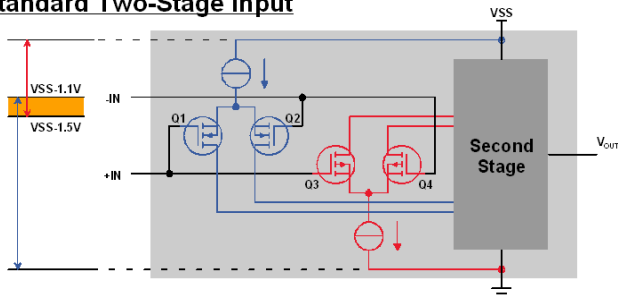 Standard Two-Stage Input
VSS
VSS-1.1V
-IN
VSS-1.5V
Q1
Q2
Second
Stage
VOUT
+IN
Q3
Q4